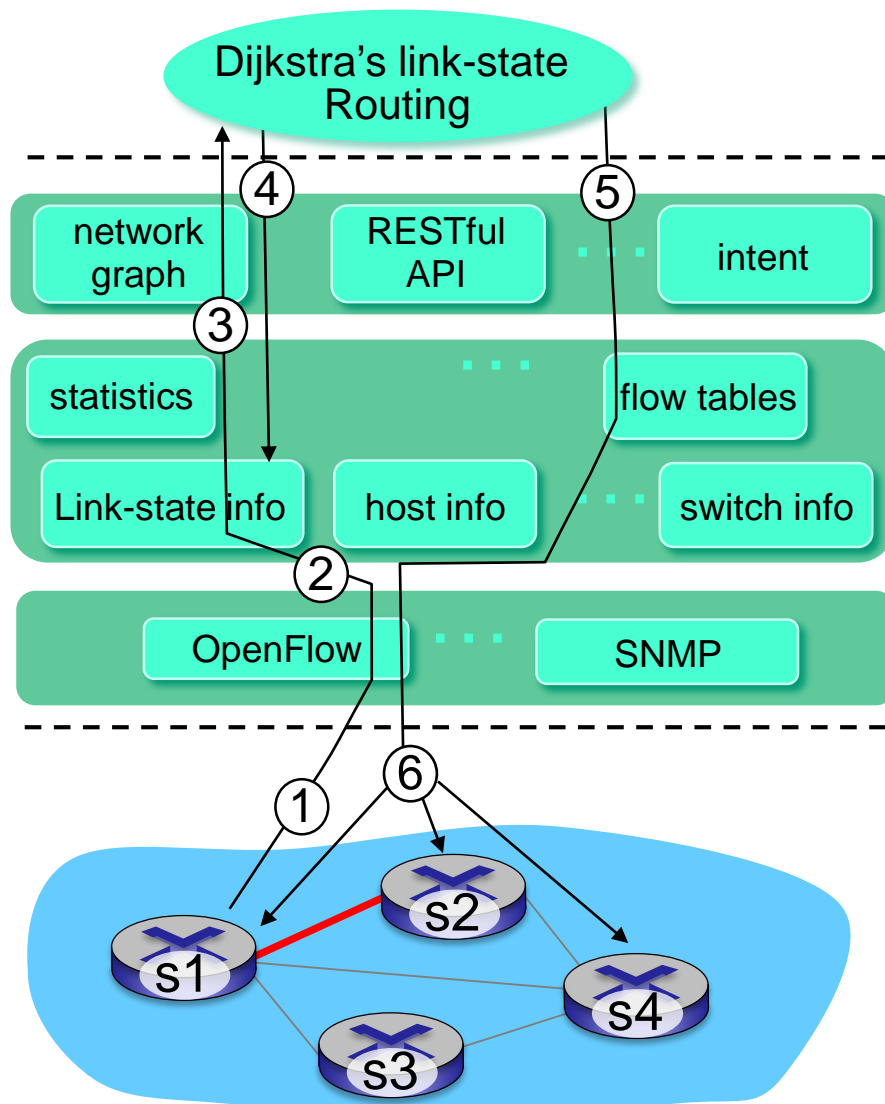 Dijkstra's link-state
Routing
4
5
network
graph
RESTful
API
intent
3
statistics
flow tables
Link-state info
host info
switch info
2
OpenFlow
SNMP
1
6
s2
s1
s4
s3